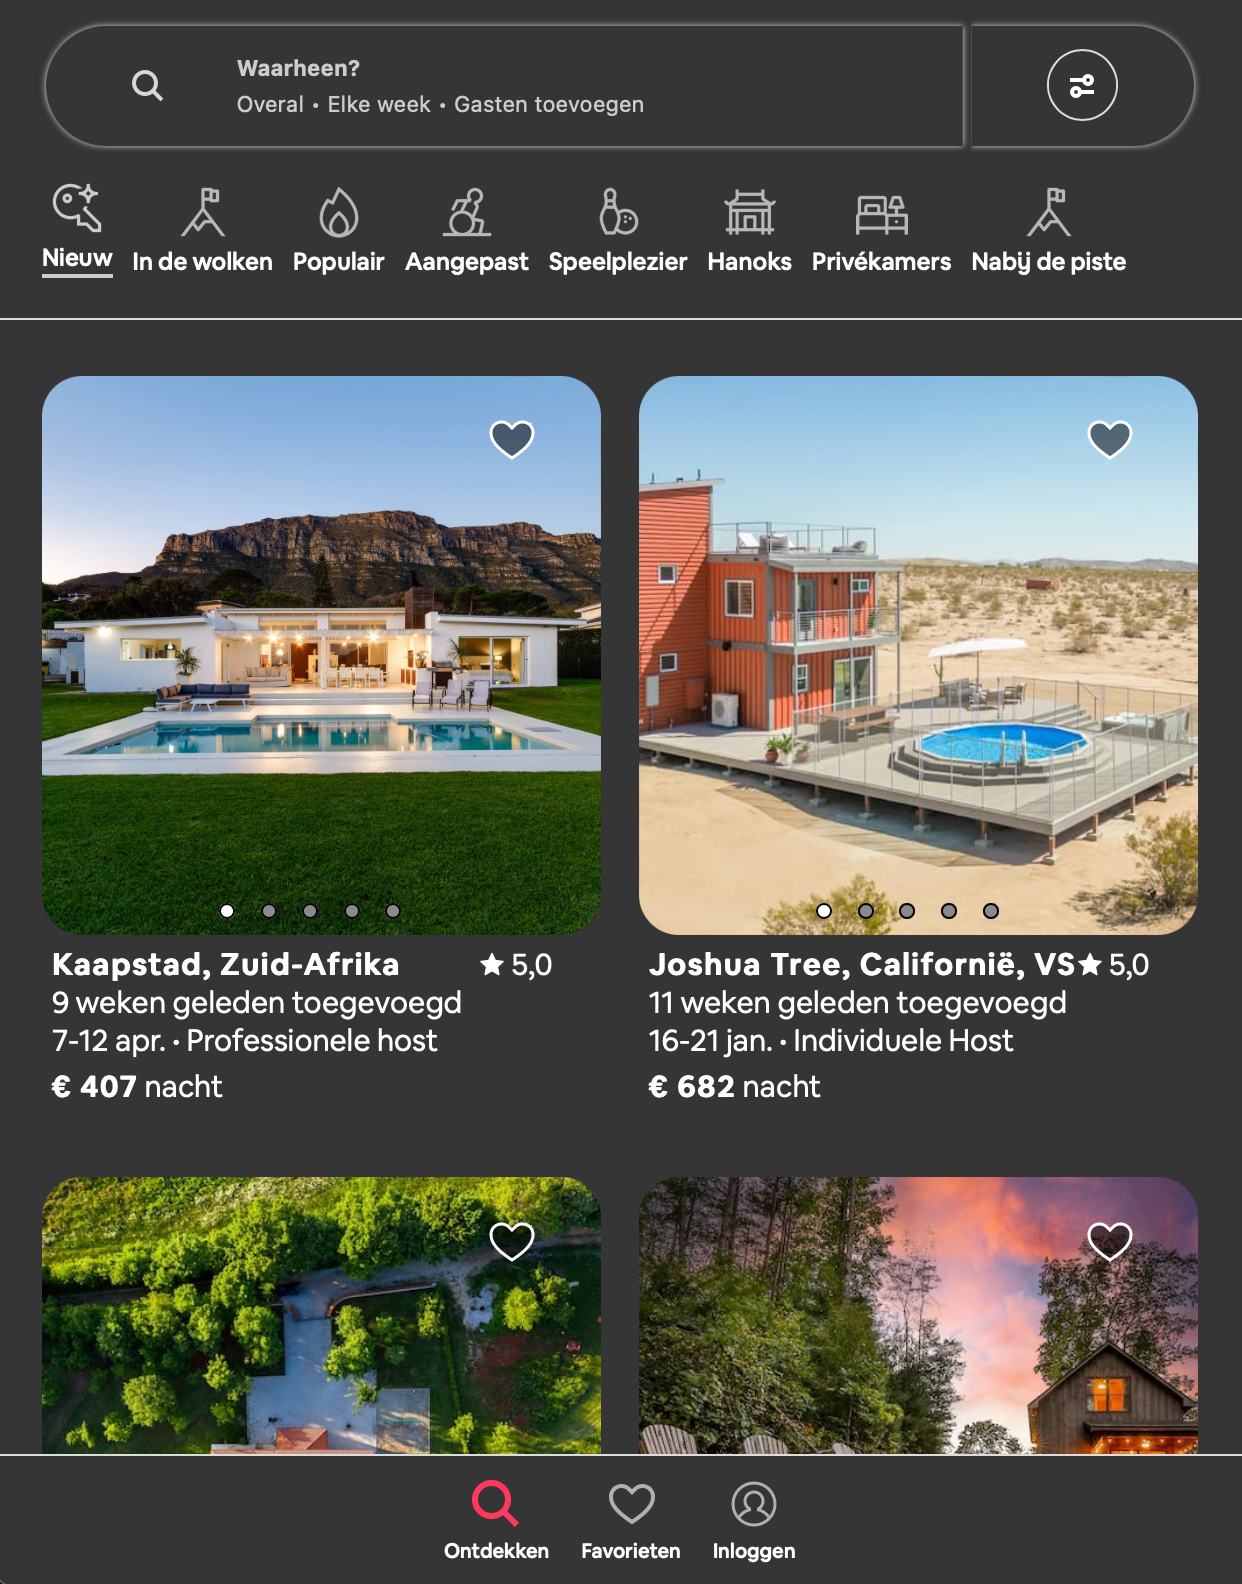 Waarheen?
Overal • Elke week • Gasten toevoegen
Nieuw
In de wolken
Populair
Aangepast
Speelplezier
Hanoks
Privékamers
Nabij de piste
Kaapstad, Zuid-Afrika ★ 5,0
9 weken geleden toegevoegd
7-12 apr. • Professionele host
€ 407 nacht
Joshua Tree, Californië, VS★ 5,0
11 weken geleden toegevoegd
16-21 jan. • Individuele Host
€ 682 nacht
Ontdekken
Favorieten
Inloggen